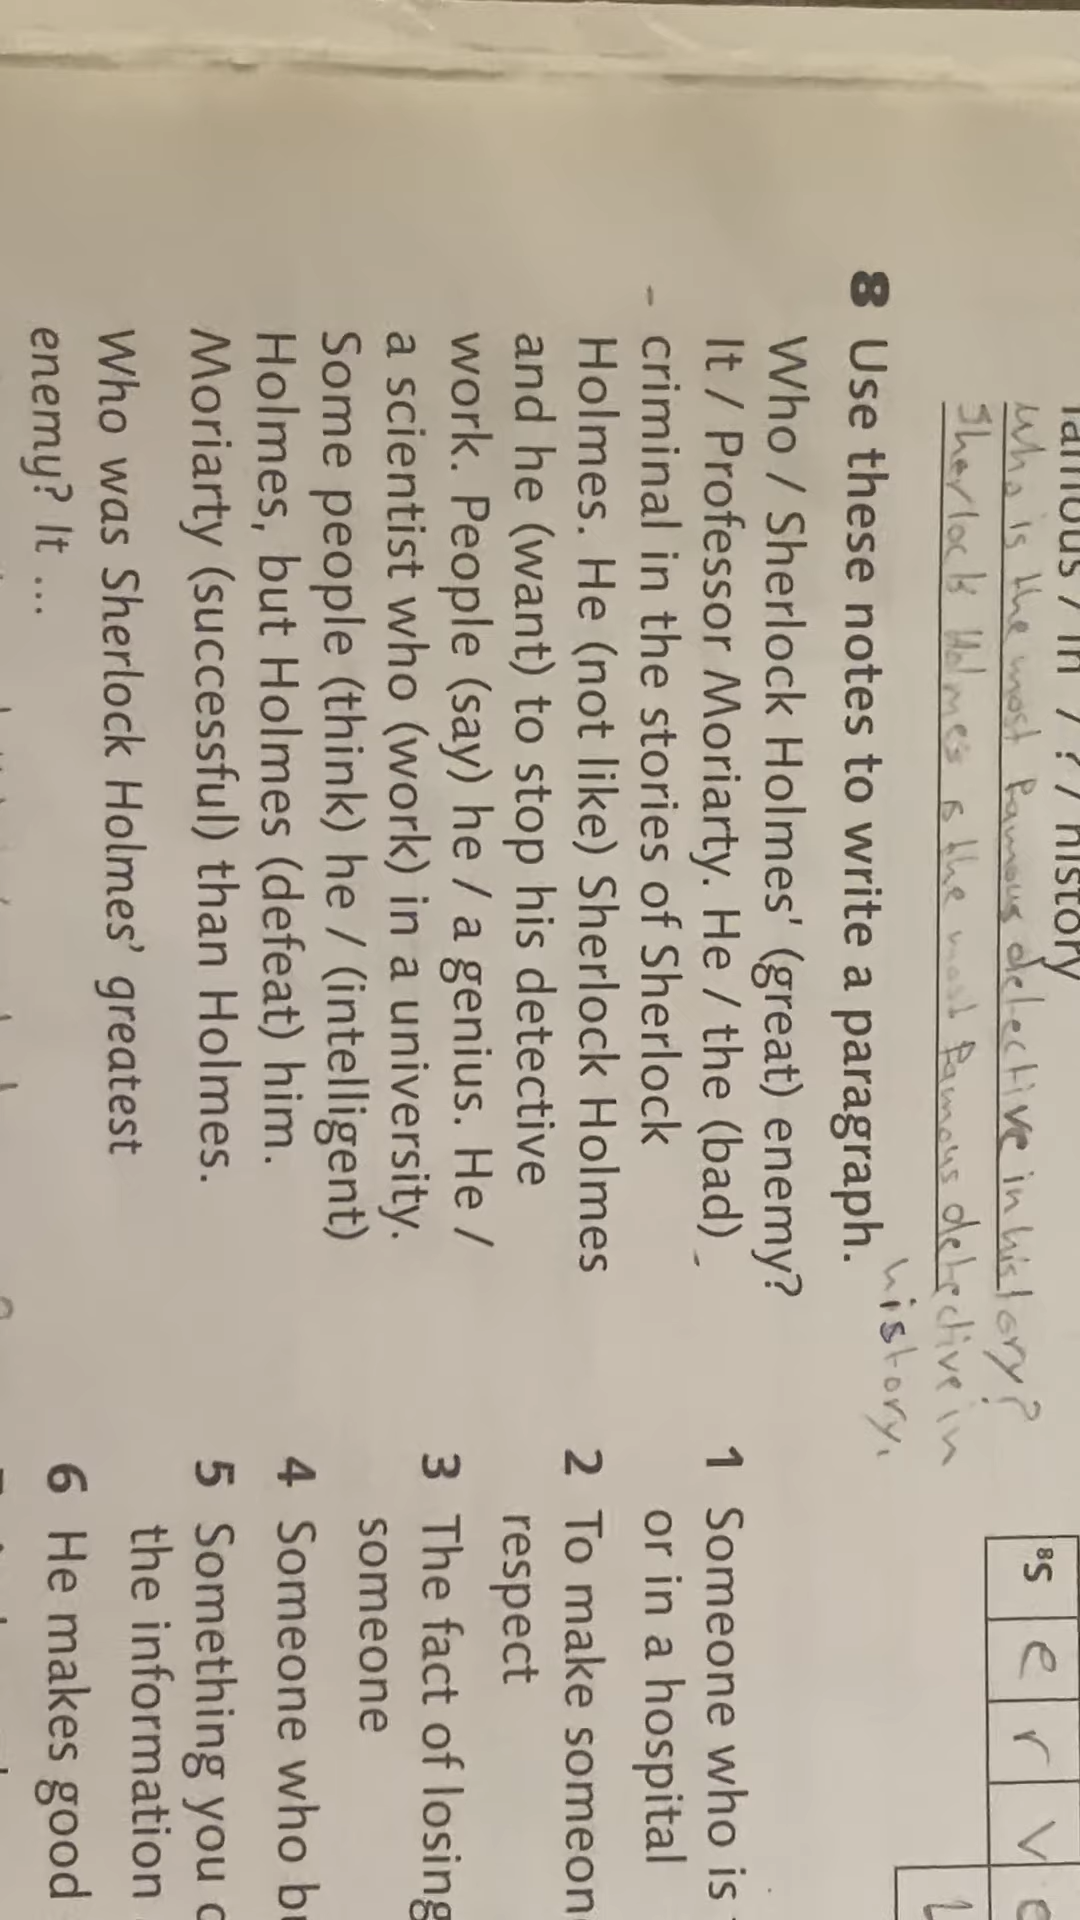 Who is the most famous detective in history?
Sherlock Holmes is the most famous detective in
history.
8 Use these notes to write a paragraph.
Who / Sherlock Holmes' (great) enemy?
It / Professor Moriarty. He / the (bad)
criminal in the stories of Sherlock
Holmes. He (not like) Sherlock Holmes
and he (want) to stop his detective
work. People (say) he / a genius. He /
a scientist who (work) in a university.
Some people (think) he / (intelligent)
Holmes, but Holmes (defeat) him.
Moriarty (successful) than Holmes.
Who was Sherlock Holmes' greatest
enemy? It ...
8S e r v e
1 Someone who is
or in a hospital
2 To make someon
respect
3 The fact of losing
someone
4 Someone who
5 Something you
the information
6 He makes good